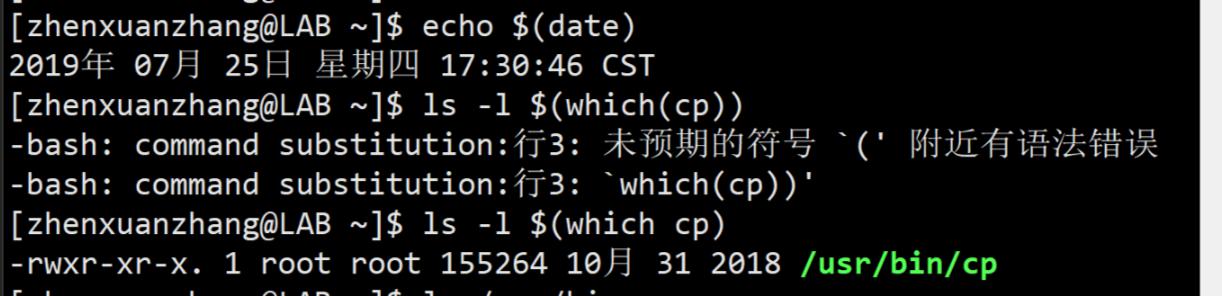 [zhenxuanzhang@LAB ~]$ echo $(date)
2019年 07月 25日 星期四 17:30:46 CST
[zhenxuanzhang@LAB ~]$ ls -l $(which(cp))
-bash: command substitution:行3: 未预期的符号 `(' 附近有语法错误
-bash: command substitution:行3: `which(cp))'
[zhenxuanzhang@LAB ~]$ ls -l $(which cp)
-rwxr-xr-x. 1 root root 155264 10月 31 2018 /usr/bin/cp